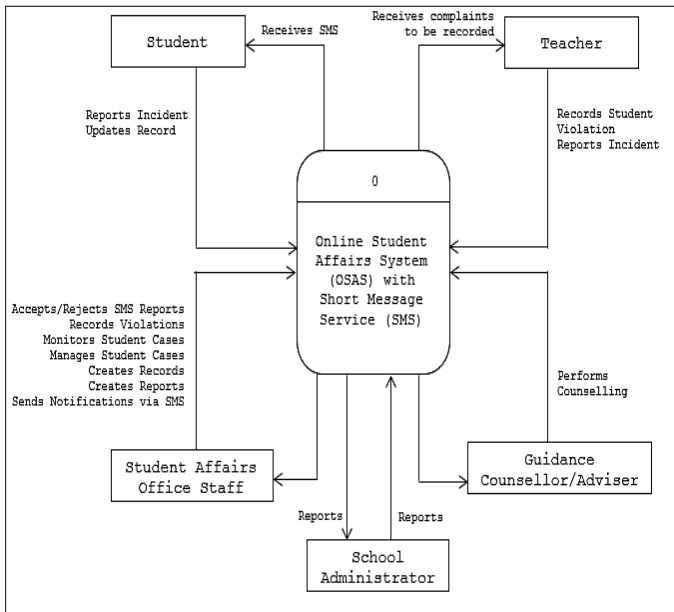 Student
Receives SMS
Receives complaints
to be recorded
Teacher
Reports Incident
Updates Record
Records Student
Violation
Reports Incident
0
Online Student
Affairs System
(OSAS) with
Short Message
Service (SMS)
Accepts/Rejects SMS Reports
Records Violations
Monitors Student Cases
Manages Student Cases
Creates Records
Creates Reports
Sends Notifications via SMS
Performs
Counselling
Student Affairs
Office Staff
Guidance
Counsellor/Adviser
Reports
Reports
School
Administrator